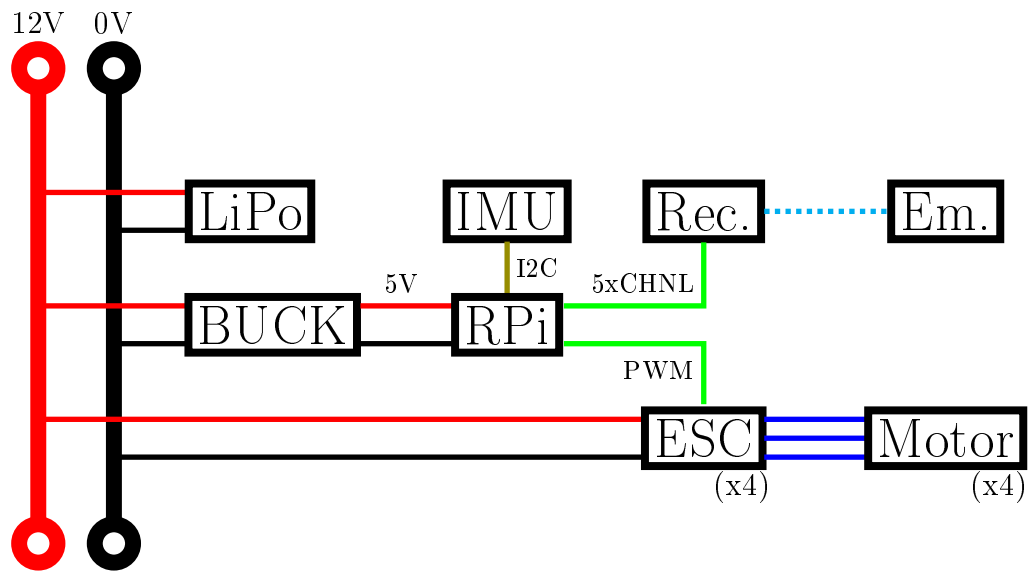 12V 0V
LiPo IMU Rec. Em.
I2C
5V 5xCHNL
BUCK RPi
PWM
ESC Motor
(x4) (x4)